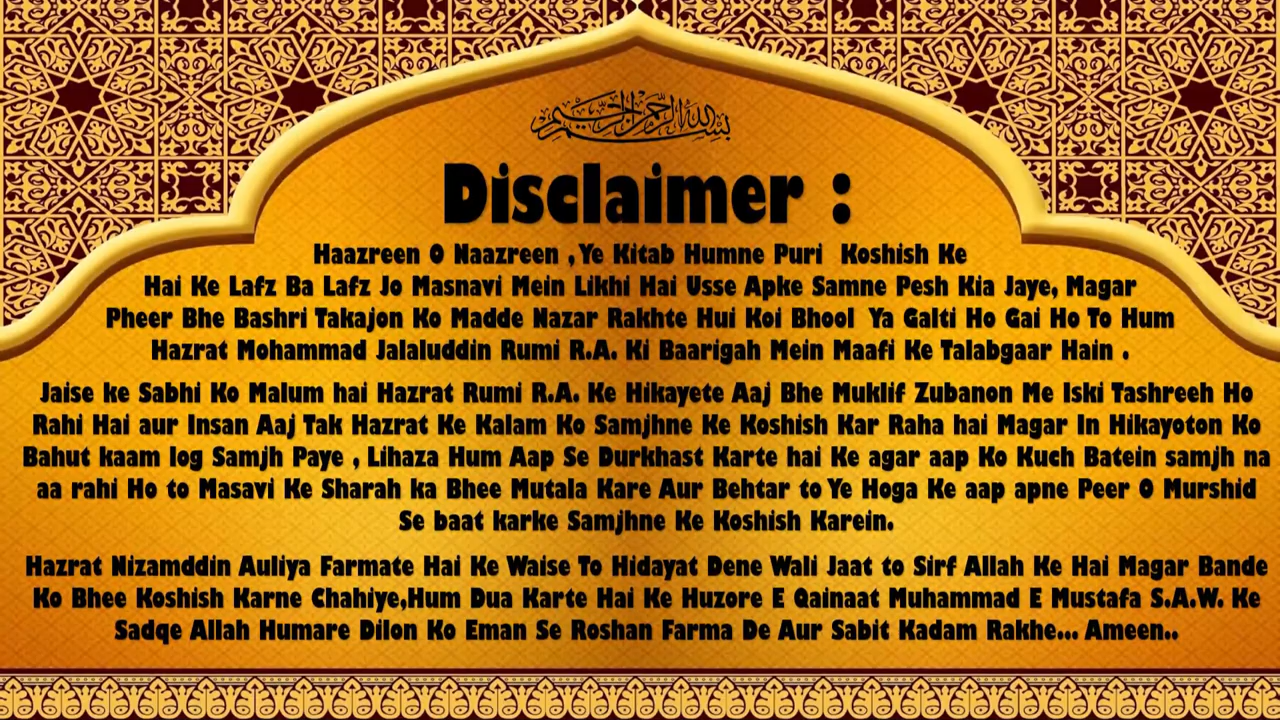 بسم الله الرحمن الرحيم
Disclaimer :
Haazreen O Naazreen , Ye Kitab Humne Puri Koshish Ke
Hai Ke Lafz Ba Lafz Jo Masnavi Mein Likhi Hai Usse Apke Samne Pesh Kia Jaye, Magar
Pheer Bhe Bashri Takajon Ko Madde Nazar Rakhte Hui Koi Bhool Ya Galti Ho Gai Ho To Hum
Hazrat Mohammad Jalaluddin Rumi R.A. Ki Baarigah Mein Maafi Ke Talabgaar Hain .
Jaise ke Sabhi Ko Malum hai Hazrat Rumi R.A. Ke Hikayete Aaj Bhe Muklif Zubanon Me Iski Tashreeh Ho
Rahi Hai aur Insan Aaj Tak Hazrat Ke Kalam Ko Samjhne Ke Koshish Kar Raha hai Magar In Hikayoton Ko
Bahut kaam log Samjh Paye , Lihaza Hum Aap Se Durkhast Karte hai Ke agar aap Ko Kuch Batein samjh na
aa rahi Ho to Masavi Ke Sharah ka Bhee Mutala Kare Aur Behtar to Ye Hoga Ke aap apne Peer O Murshid
Se baat karke Samjhne Ke Koshish Karein.
Hazrat Nizamddin Auliya Farmate Hai Ke Waise To Hidayat Dene Wali Jaat to Sirf Allah Ke Hai Magar Bande
Ko Bhee Koshish Karne Chahiye,Hum Dua Karte Hai Ke Huzore E Qainaat Muhammad E Mustafa S.A.W. Ke
Sadqe Allah Humare Dilon Ko Eman Se Roshan Farma De Aur Sabit Kadam Rakhe... Ameen..